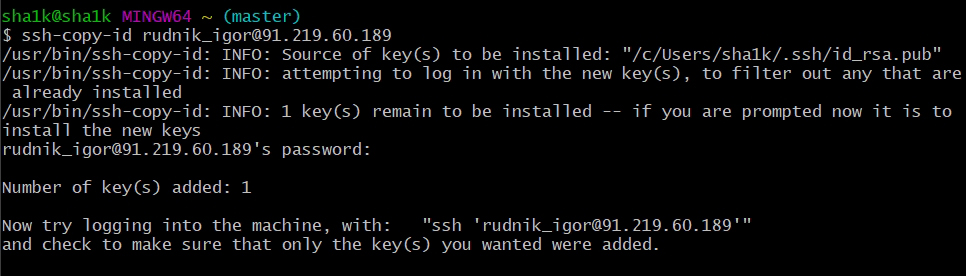 sha1k@sha1k MINGW64 ~ (master)
$ ssh-copy-id rudnik_igor@91.219.60.189
/usr/bin/ssh-copy-id: INFO: Source of key(s) to be installed: "/c/Users/sha1k/.ssh/id_rsa.pub"
/usr/bin/ssh-copy-id: INFO: attempting to log in with the new key(s), to filter out any that are
 already installed
/usr/bin/ssh-copy-id: INFO: 1 key(s) remain to be installed -- if you are prompted now it is to
install the new keys
rudnik_igor@91.219.60.189's password:
Number of key(s) added: 1
Now try logging into the machine, with:   "ssh 'rudnik_igor@91.219.60.189'"
and check to make sure that only the key(s) you wanted were added.